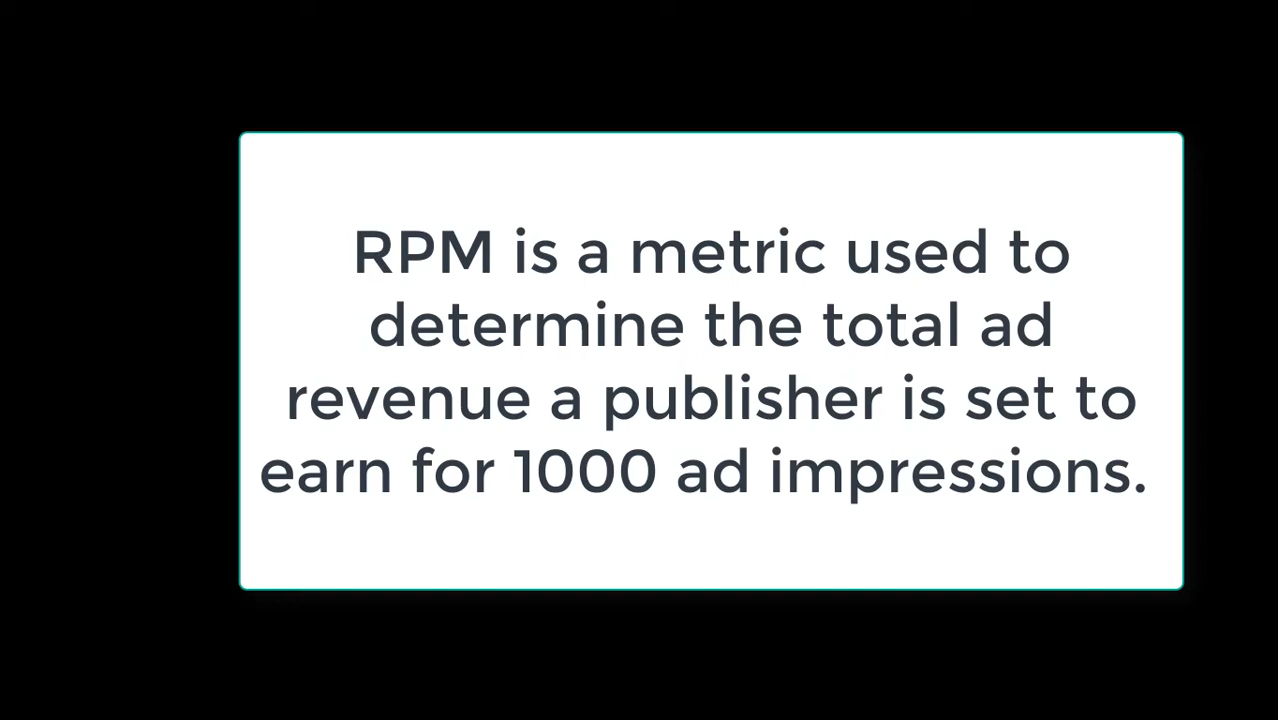 RPM is a metric used to
determine the total ad
revenue a publisher is set to
earn for 1000 ad impressions.